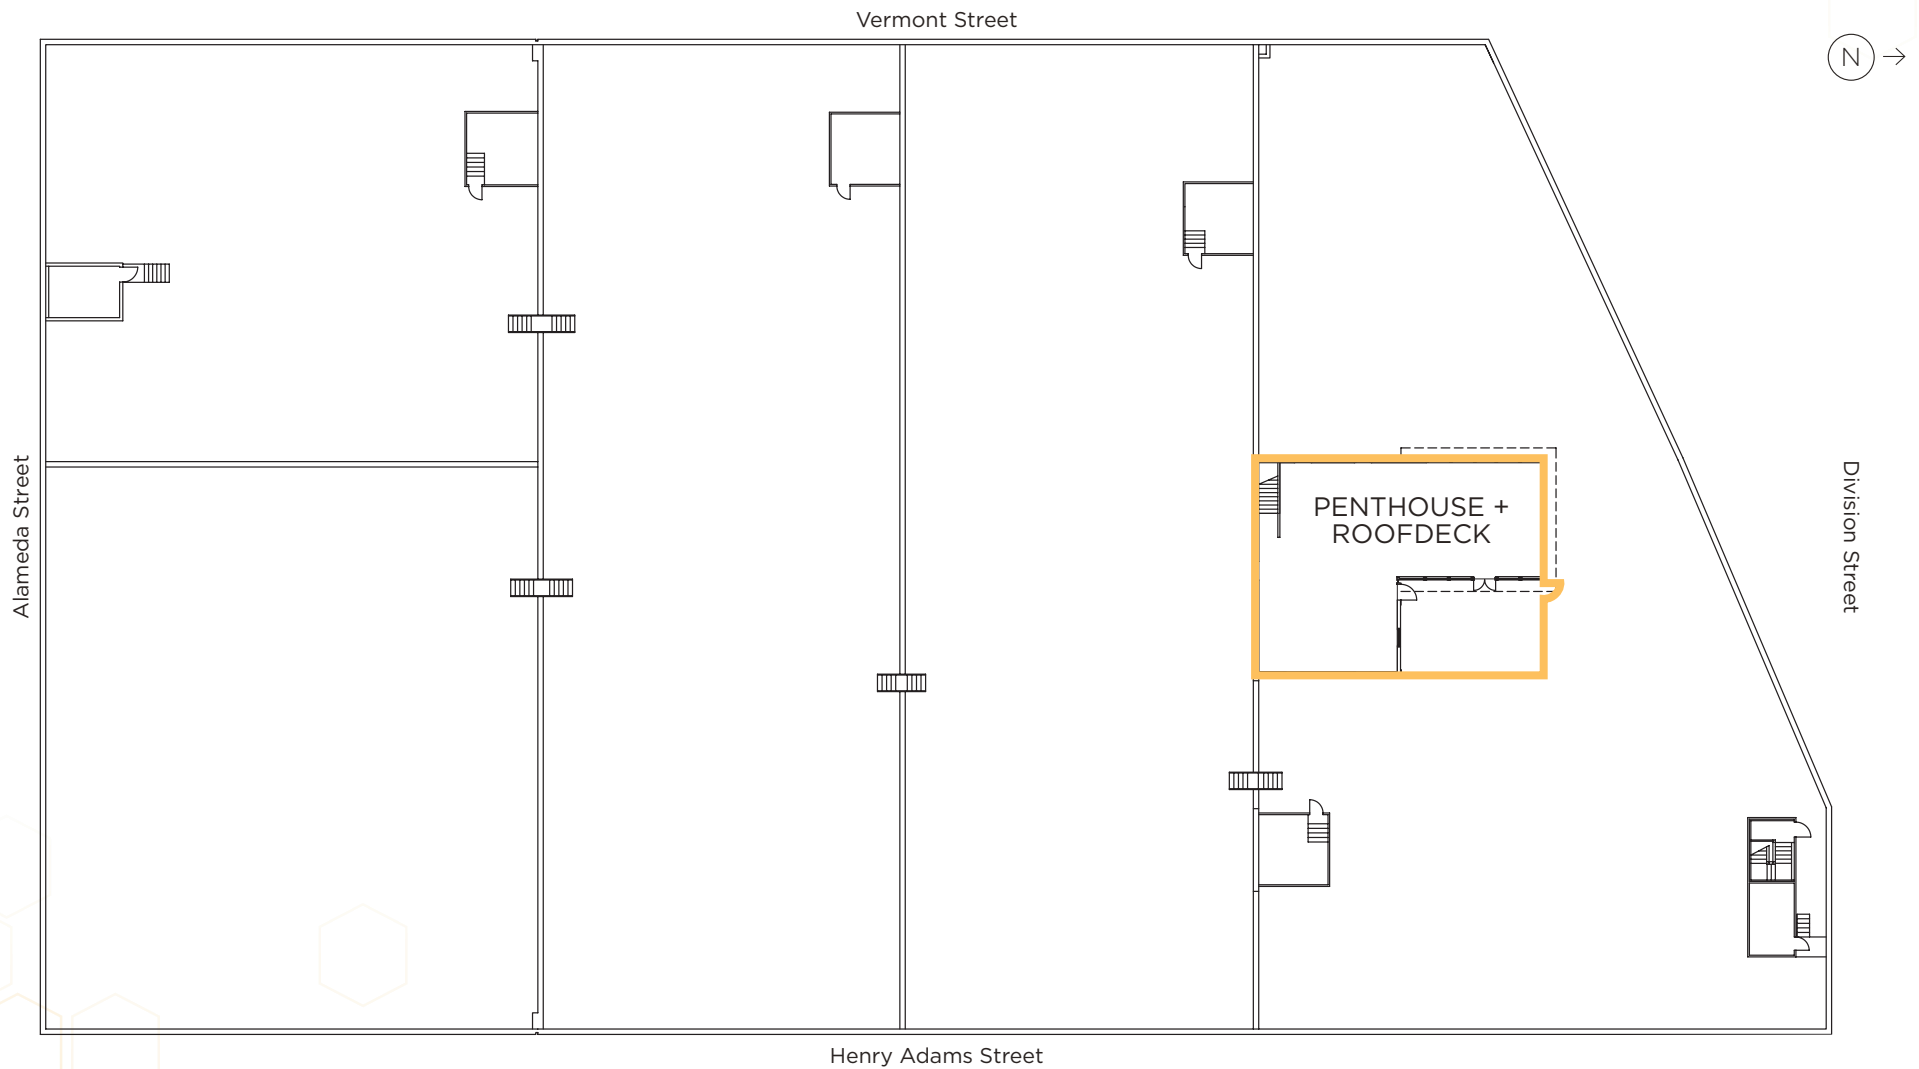 Vermont Street
N
Alameda Street
PENTHOUSE +
ROOFDECK
Division Street
Henry Adams Street